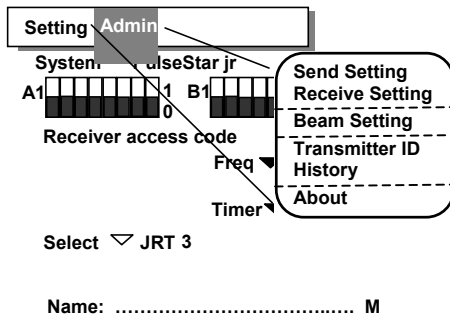 Setting Admin
System PulseStar jr
A1 1 0 B1
Receiver access code
Freq
Timer
Send Setting
Receive Setting
Beam Setting
Transmitter ID
History
About
Select JRT 3
Name: ………………………………..…. M